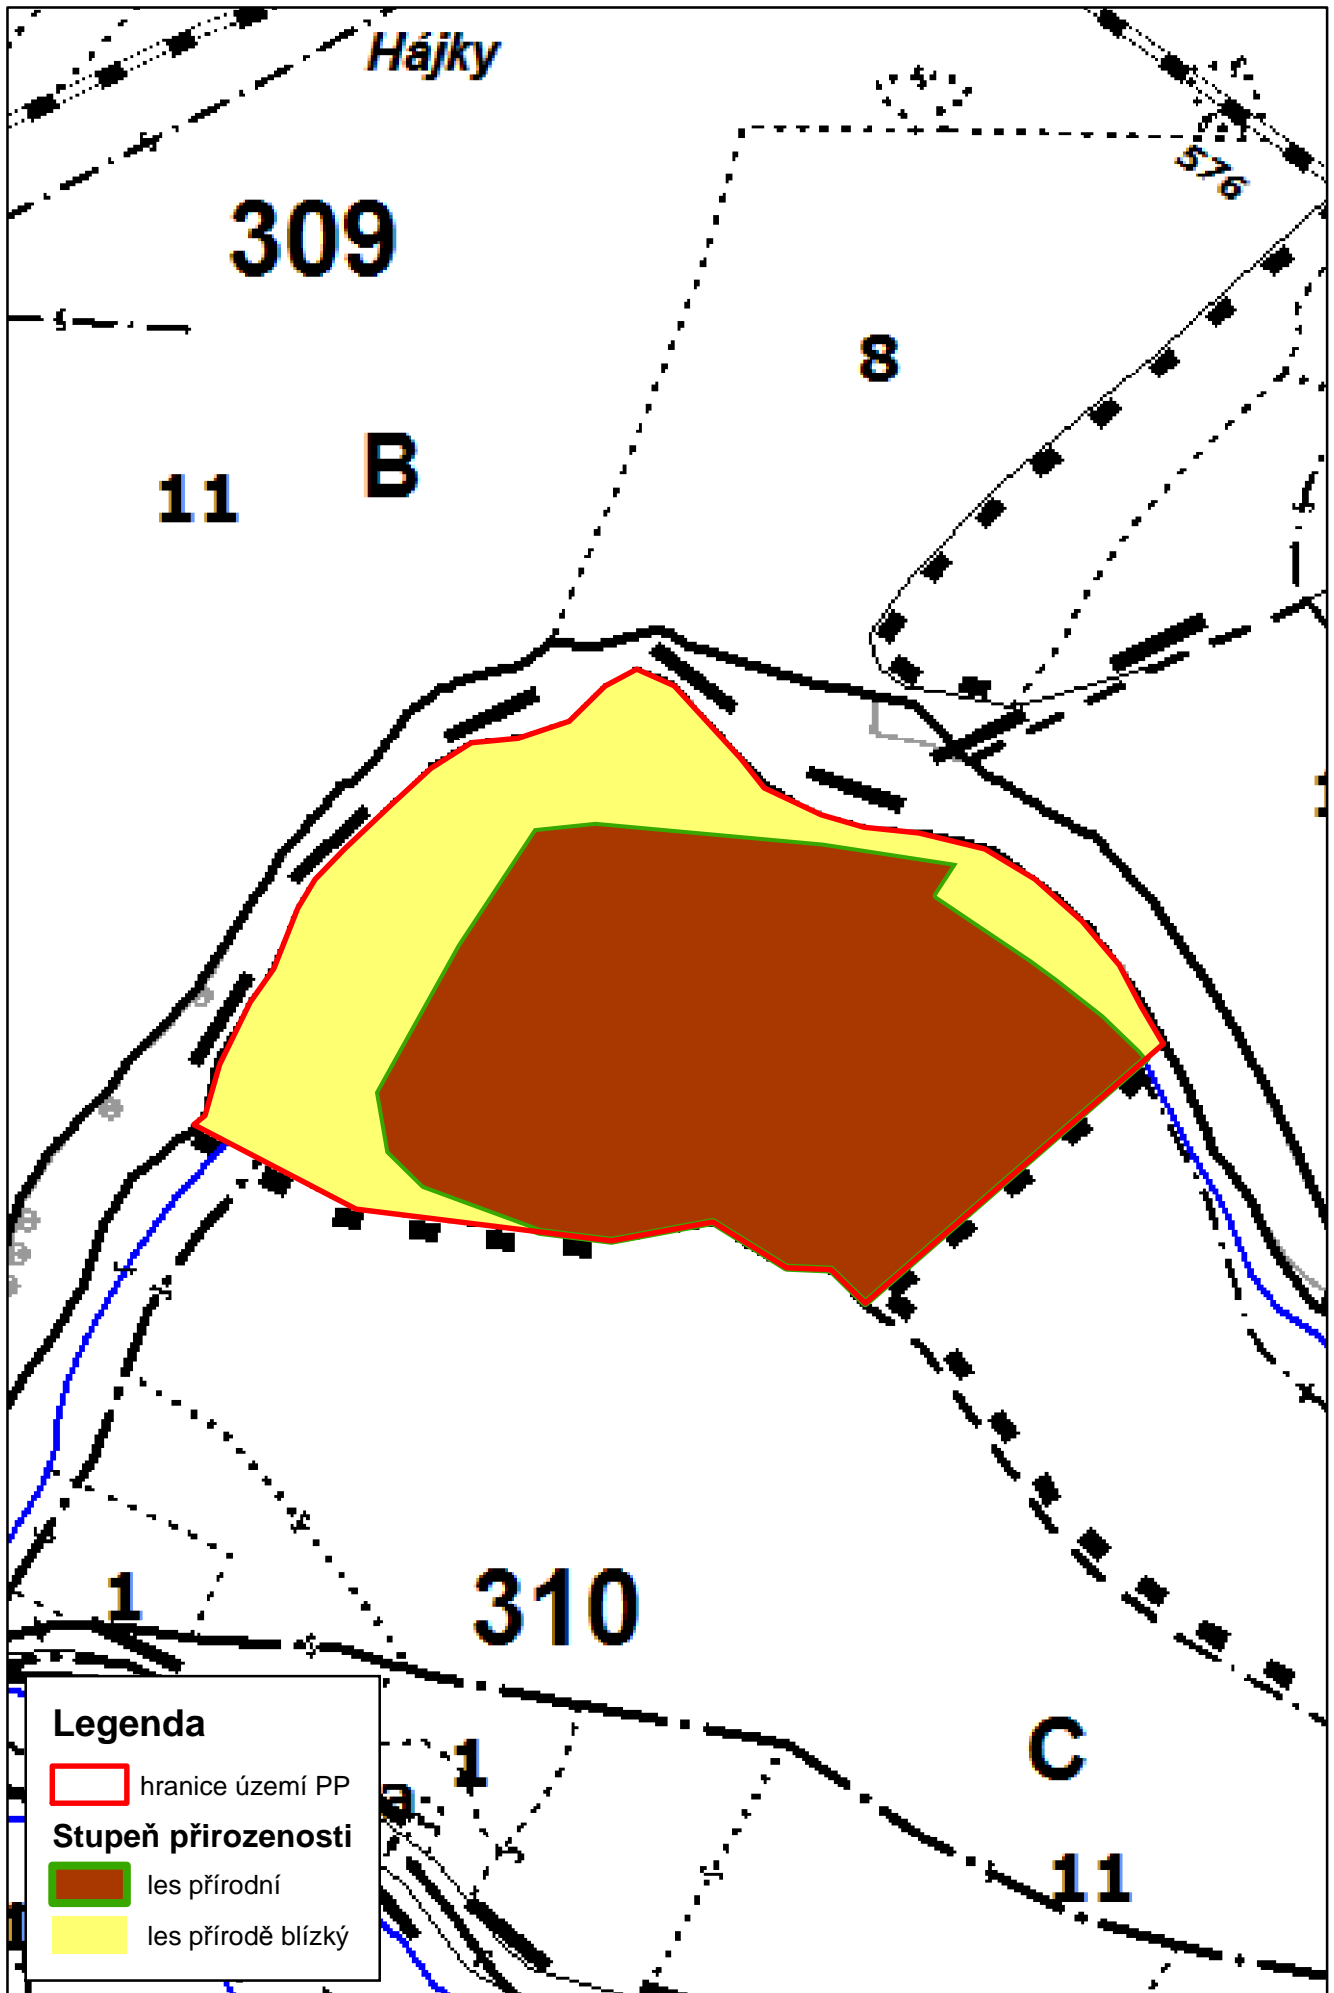 Hájky
576
309
8
B
11
310
1
C
1
a
11
Legenda
hranice území PP
Stupeň přirozenosti
les přírodní
les přírodě blízký